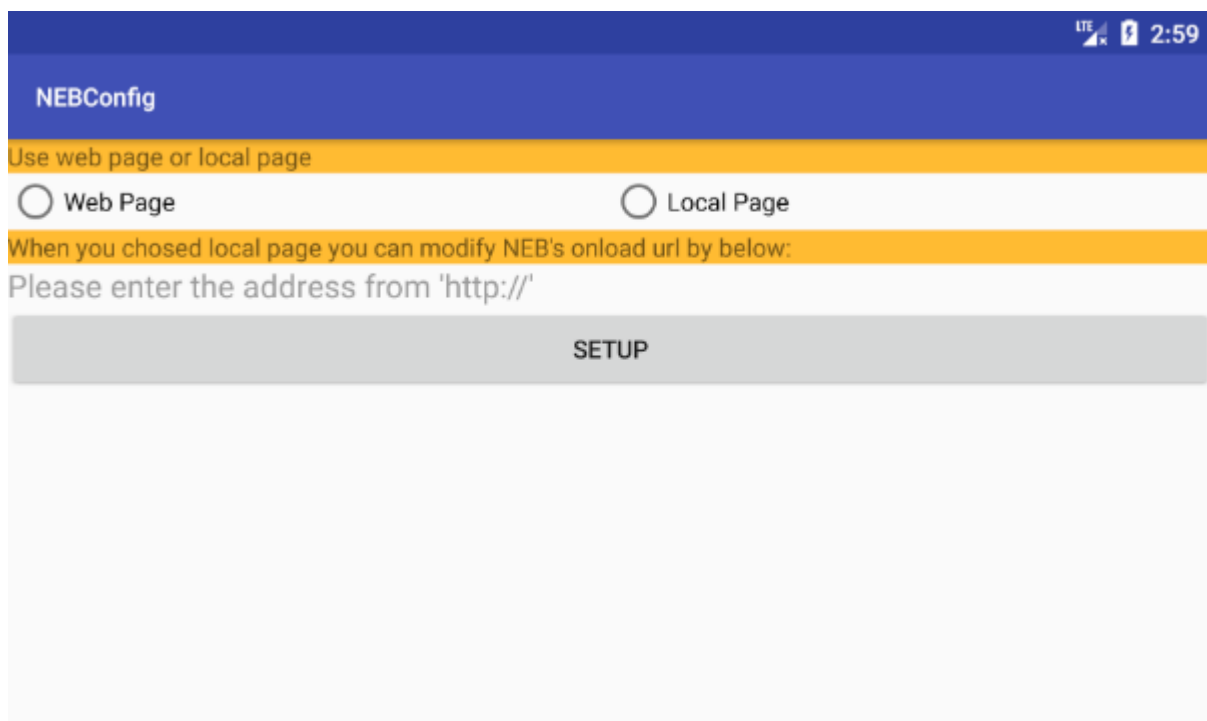 LTE 2:59
NEBConfig
Use web page or local page
Web Page Local Page
When you chosed local page you can modify NEB's onload url by below:
Please enter the address from 'http://'
SETUP